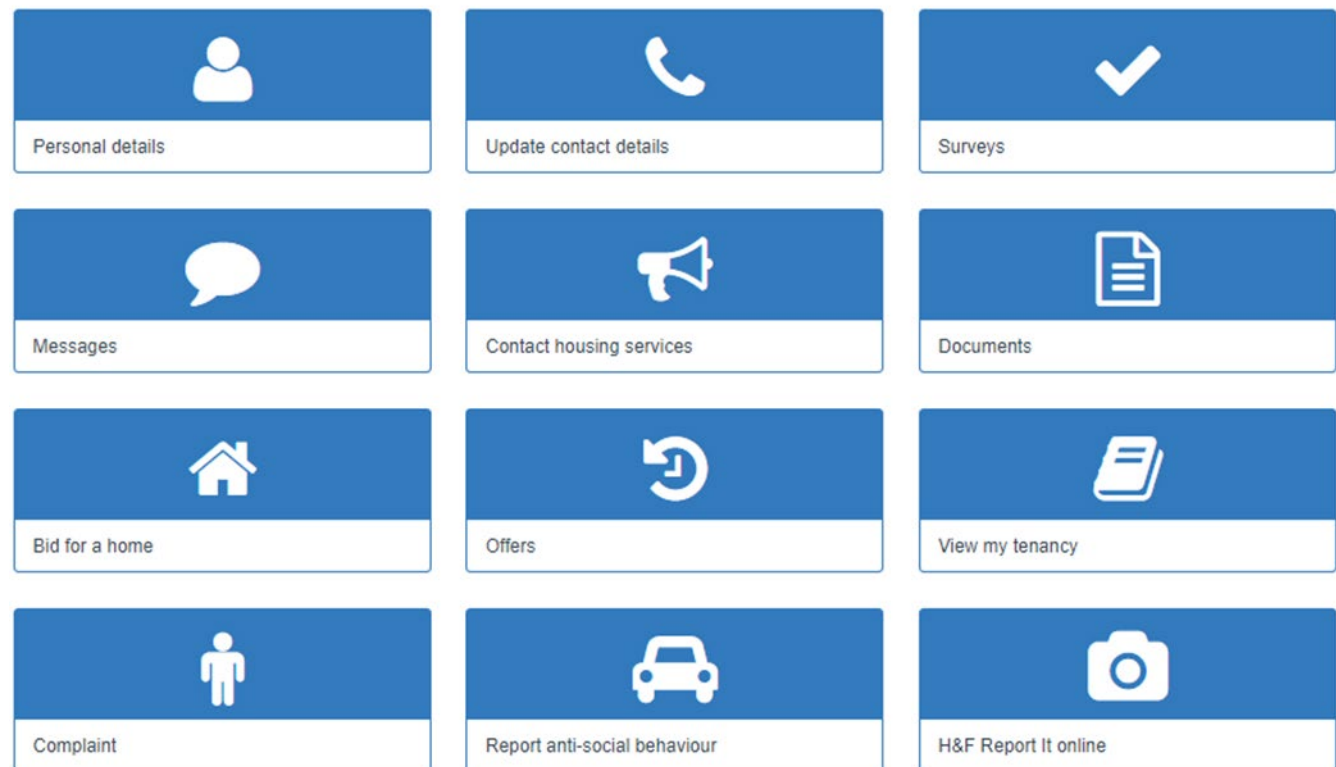 Personal details
Update contact details
Surveys
Messages
Contact housing services
Documents
Bid for a home
Offers
View my tenancy
Complaint
Report anti-social behaviour
H&F Report It online